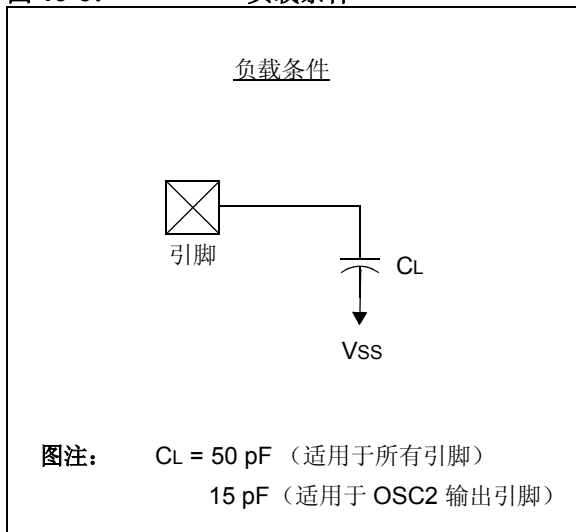 负载条件
引脚
CL
VSS
图注： CL = 50 pF （适用于所有引脚）
15 pF（适用于 OSC2 输出引脚）